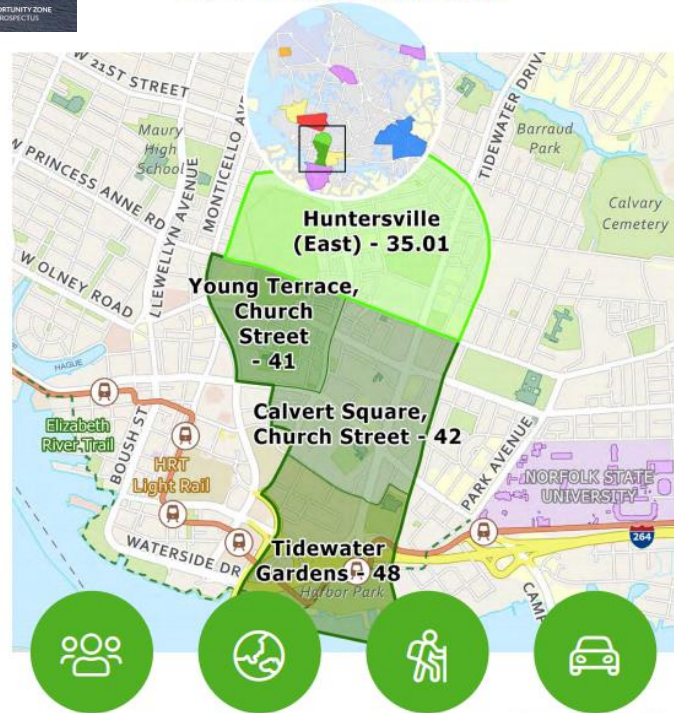 PORTUNITY ZONE
ROSPECTUS
W 21ST STREET
MONTICELLO AV
TIDEWATER DRIV
Maury
High
School
Barraud
Park
W PRINCESS ANNE RD
LLEWELLYN AVENUE
Calvary
Cemetery
Huntersville
(East) - 35.01
W OLNEY ROAD
Young Terrace,
Church
Street
- 41
HAGUE
Calvert Square,
Church Street - 42
Elizabeth
River Trail
BOUSH ST
HRT
Light Rail
PARK AVENUE
NORFOLK STATE
UNIVERSITY
264
WATERSIDE DR
Tidewater
Gardens - 48
Harbor Park
CAMP